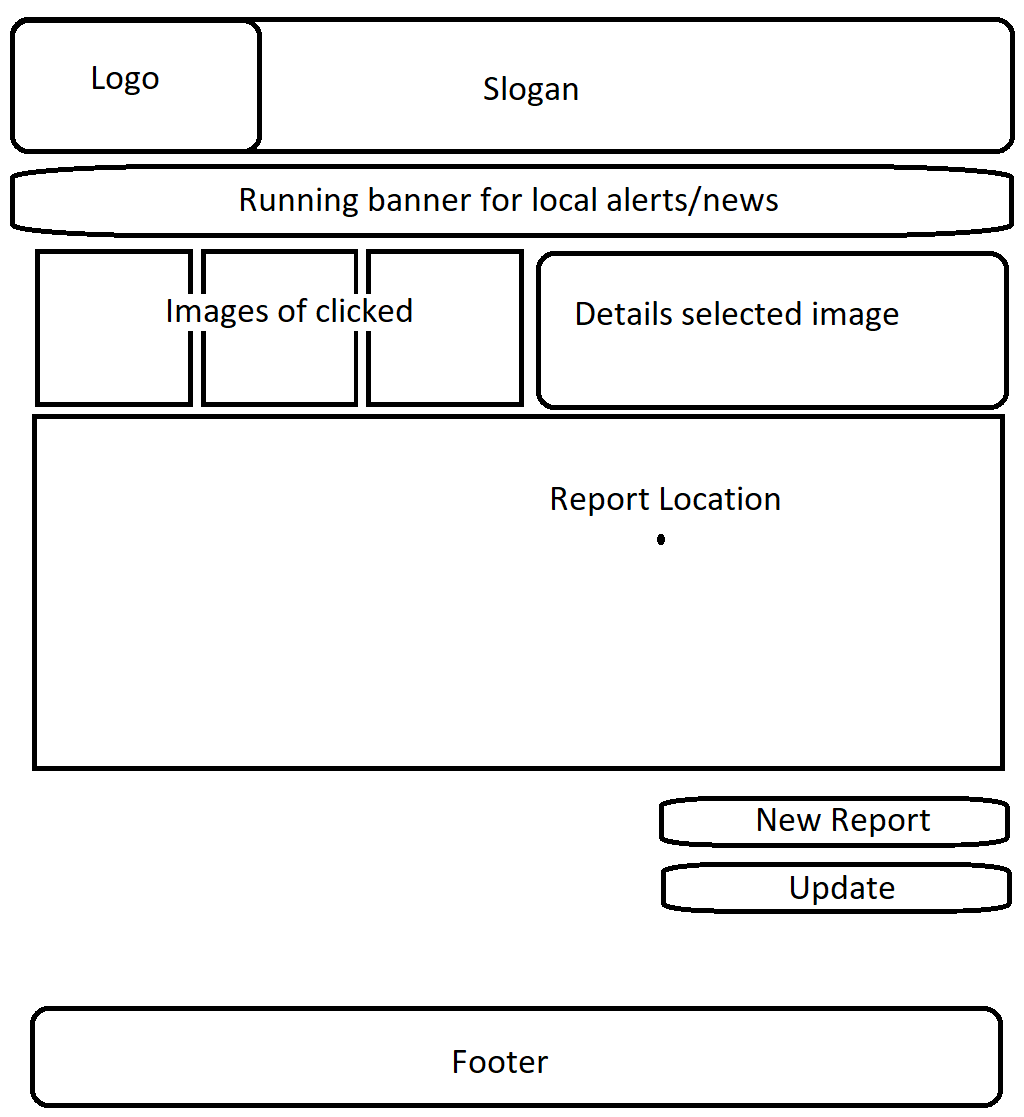 Logo
Slogan
Running banner for local alerts/news
Images of clicked
Details selected image
Report Location
New Report
Update
Footer